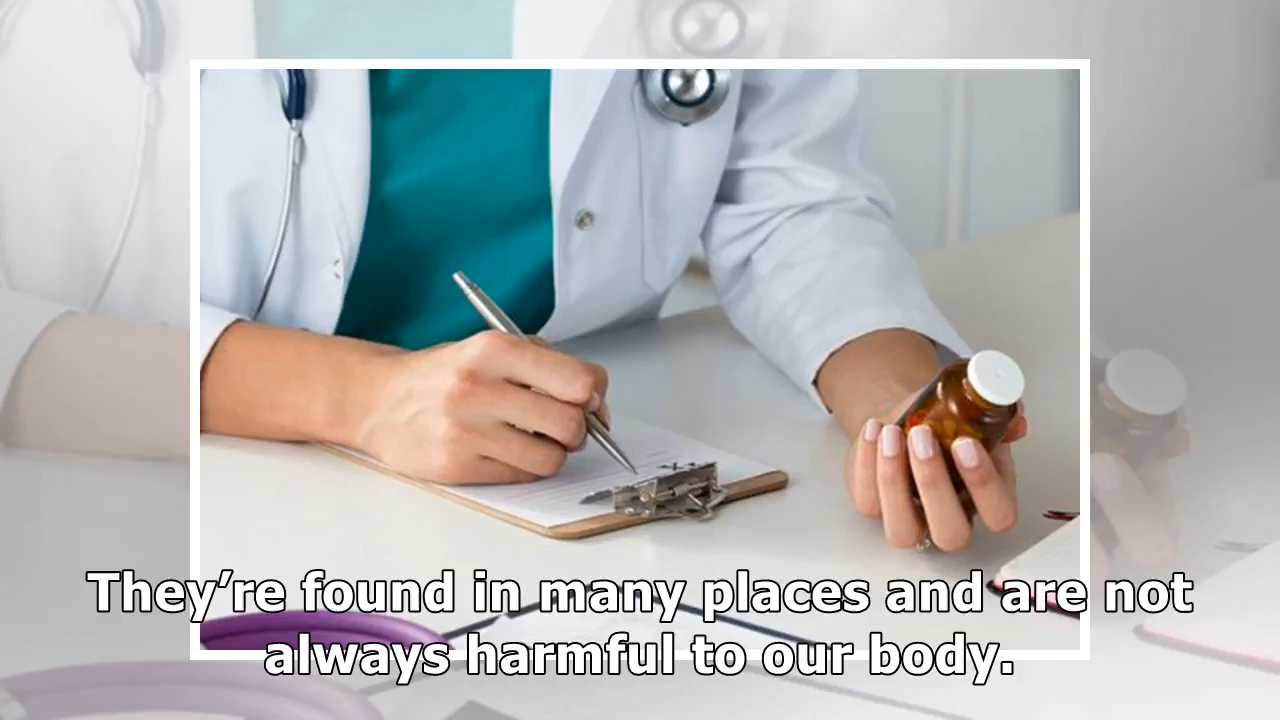 They’re found in many places and are not
always harmful to our body.